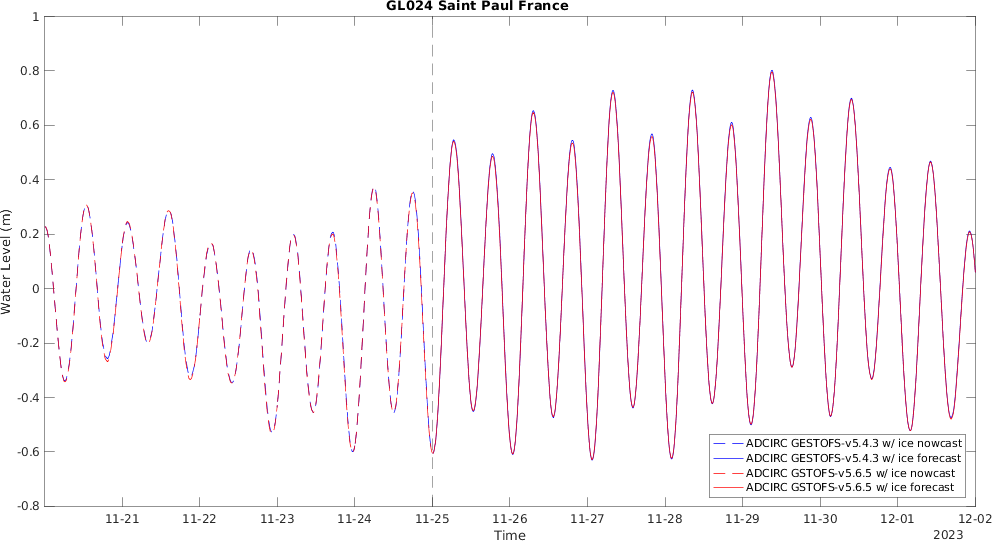 GL024 Saint Paul France
1
0.8
0.6
0.4
0.2
0
-0.2
-0.4
-0.6
-0.8
Water Level (m)
ADCIRC GESTOFS-v5.4.3 w/ ice nowcast
ADCIRC GESTOFS-v5.4.3 w/ ice forecast
ADCIRC GSTOFS-v5.6.5 w/ ice nowcast
ADCIRC GSTOFS-v5.6.5 w/ ice forecast
11-21 11-22 11-23 11-24 11-25 11-26 11-27 11-28 11-29 11-30 12-01 12-02
Time
2023